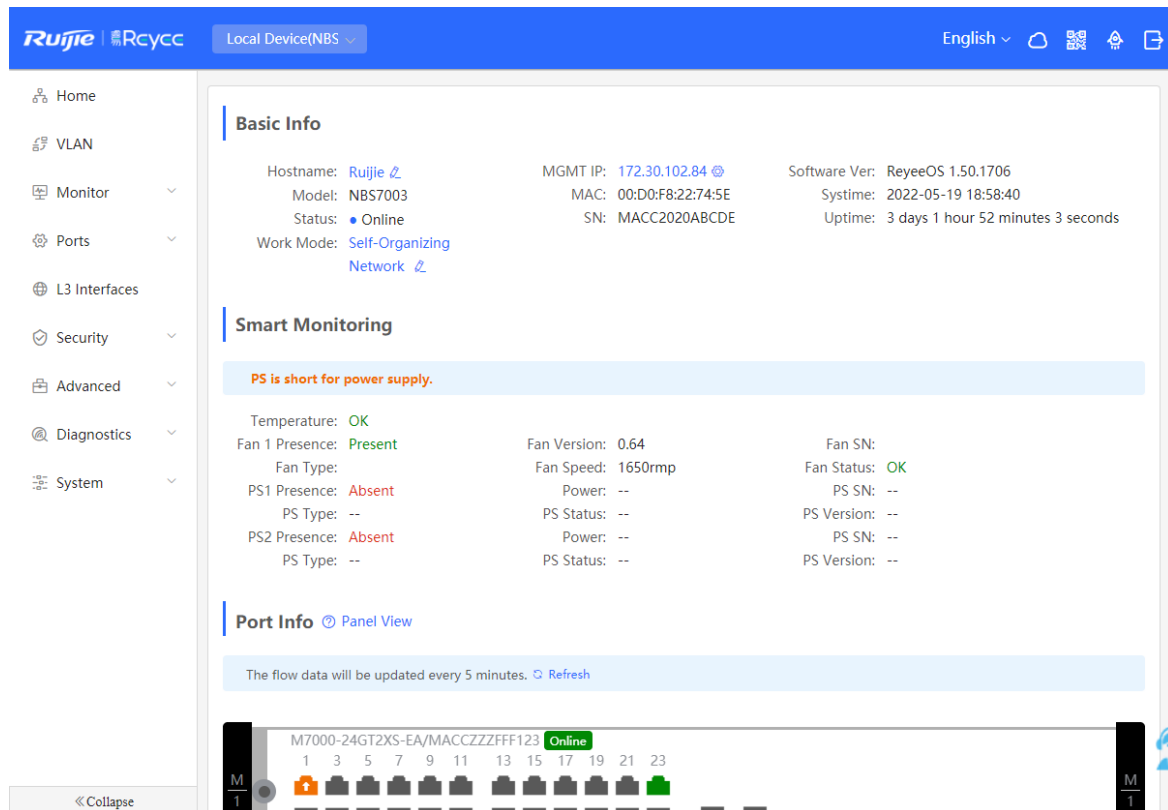 Ruijie | Reyee
Local Device(NBS
English
Home
VLAN
Monitor
Ports
L3 Interfaces
Security
Advanced
Diagnostics
System
Collapse
Basic Info
Hostname: Ruijie MGMT IP: 172.30.102.84 Software Ver: ReyeeOS 1.50.1706
Model: NBS7003 MAC: 00:D0:F8:22:74:5E Systime: 2022-05-19 18:58:40
Status: Online SN: MACC2020ABCDE Uptime: 3 days 1 hour 52 minutes 3 seconds
Work Mode: Self-Organizing
Network
Smart Monitoring
PS is short for power supply.
Temperature: OK
Fan 1 Presence: Present Fan Version: 0.64 Fan SN:
Fan Type: Fan Speed: 1650rmp Fan Status: OK
PS1 Presence: Absent Power: -- PS SN: --
PS Type: -- PS Status: -- PS Version: --
PS2 Presence: Absent Power: -- PS SN: --
PS Type: -- PS Status: -- PS Version: --
Port Info Panel View
The flow data will be updated every 5 minutes. Refresh
M7000-24GT2XS-EA/MACCZZZFFF123 Online
1 3 5 7 9 11 13 15 17 19 21 23
M M
1 1